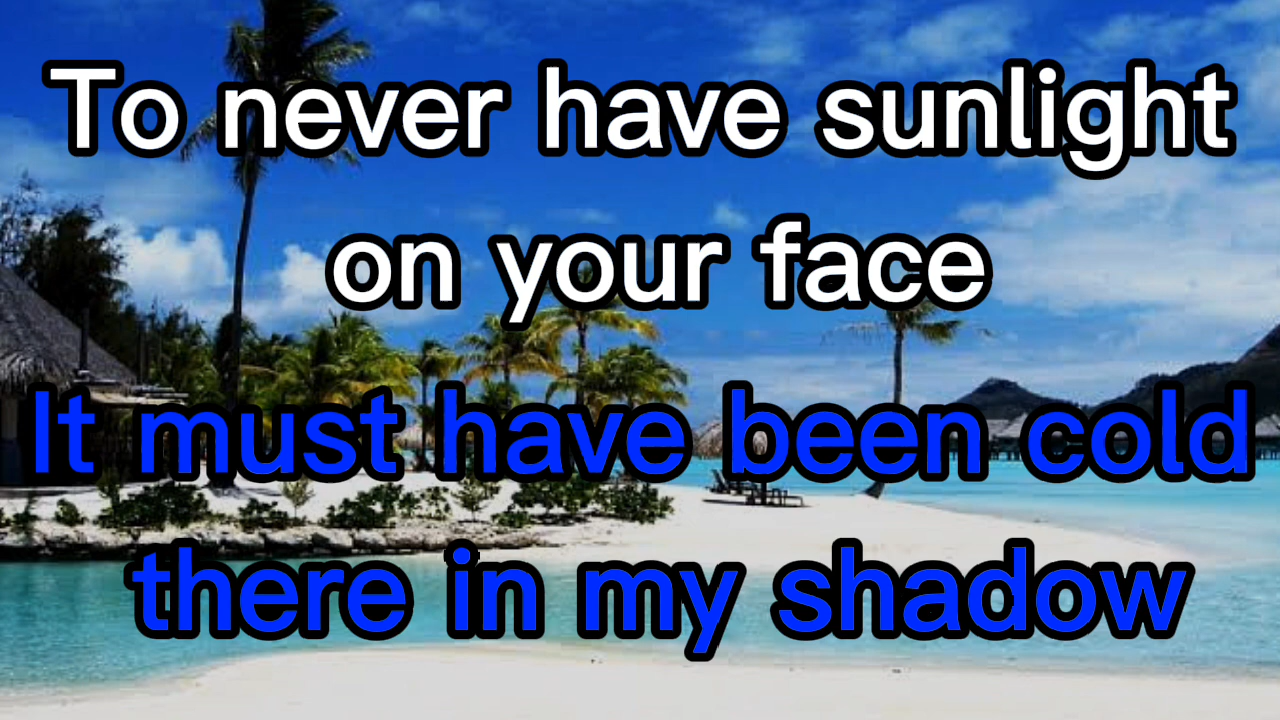 To never have sunlight
on your face
It must have been cold
there in my shadow